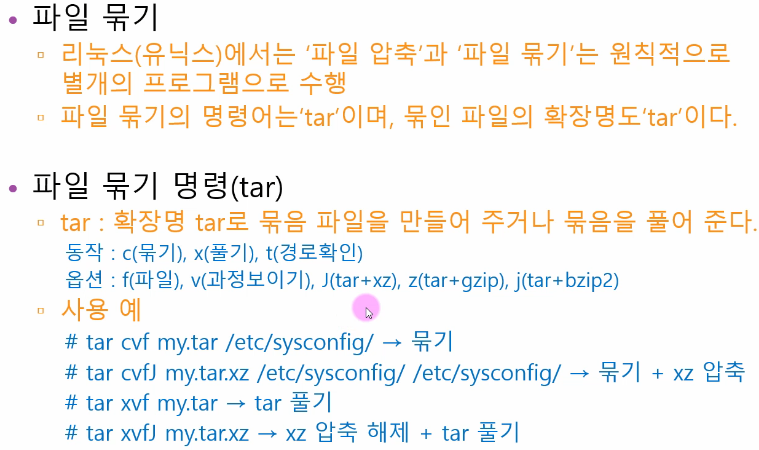 • 파일 묶기
▫ 리눅스(유닉스)에서는 ‘파일 압축’과 ‘파일 묶기‘는 원칙적으로
별개의 프로그램으로 수행
▫ 파일 묶기의 명령어는‘tar’이며, 묶인 파일의 확장명도‘tar’이다.
• 파일 묶기 명령(tar)
▫ tar : 확장명 tar로 묶음 파일을 만들어 주거나 묶음을 풀어 준다.
동작 : c(묶기), x(풀기), t(경로확인)
옵션 : f(파일), v(과정보이기), J(tar+xz), z(tar+gzip), j(tar+bzip2)
▫ 사용 예
# tar cvf my.tar /etc/sysconfig/ → 묶기
# tar cvfJ my.tar.xz /etc/sysconfig/ /etc/sysconfig/ → 묶기 + xz 압축
# tar xvf my.tar → tar 풀기
# tar xvfJ my.tar.xz → xz 압축 해제 + tar 풀기